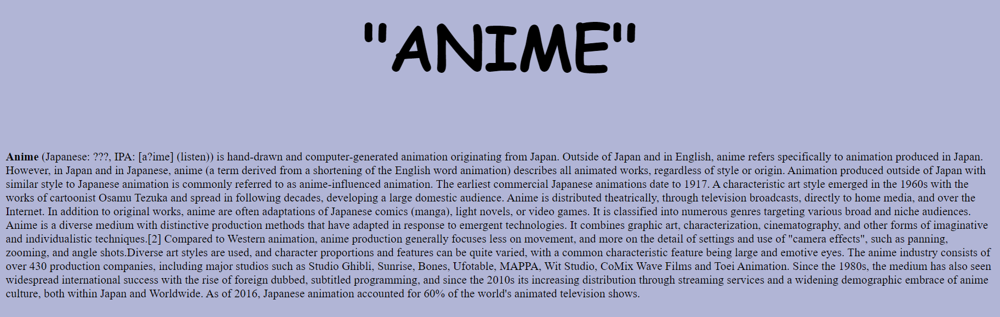 "ANIME"
Anime (Japanese: ???, IPA: [a?ime] (listen)) is hand-drawn and computer-generated animation originating from Japan. Outside of Japan and in English, anime refers specifically to animation produced in Japan.
However, in Japan and in Japanese, anime (a term derived from a shortening of the English word animation) describes all animated works, regardless of style or origin. Animation produced outside of Japan with
similar style to Japanese animation is commonly referred to as anime-influenced animation. The earliest commercial Japanese animations date to 1917. A characteristic art style emerged in the 1960s with the
works of cartoonist Osamu Tezuka and spread in following decades, developing a large domestic audience. Anime is distributed theatrically, through television broadcasts, directly to home media, and over the
Internet. In addition to original works, anime are often adaptations of Japanese comics (manga), light novels, or video games. It is classified into numerous genres targeting various broad and niche audiences.
Anime is a diverse medium with distinctive production methods that have adapted in response to emergent technologies. It combines graphic art, characterization, cinematography, and other forms of imaginative
and individualistic techniques.[2] Compared to Western animation, anime production generally focuses less on movement, and more on the detail of settings and use of "camera effects", such as panning,
zooming, and angle shots.Diverse art styles are used, and character proportions and features can be quite varied, with a common characteristic feature being large and emotive eyes. The anime industry consists of
over 430 production companies, including major studios such as Studio Ghibli, Sunrise, Bones, Ufotable, MAPPA, Wit Studio, CoMix Wave Films and Toei Animation. Since the 1980s, the medium has also seen
widespread international success with the rise of foreign dubbed, subtitled programming, and since the 2010s its increasing distribution through streaming services and a widening demographic embrace of anime
culture, both within Japan and Worldwide. As of 2016, Japanese animation accounted for 60% of the world's animated television shows.